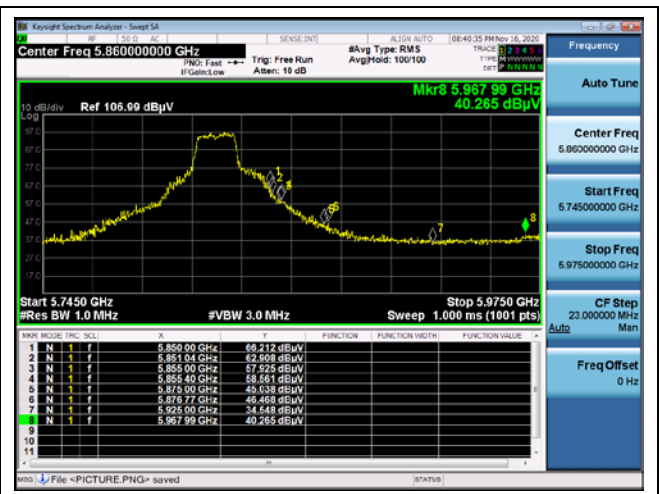 Keysight Spectrum Analyzer - Swept SA
RF 50 Ω AC SENSE:INT ALIGN AUTO 08:40:35 PM Nov 16, 2020
Center Freq 5.860000000 GHz
PNO: Fast Trig: Free Run
IFGain:Low Atten: 10 dB
#Avg Type: RMS
Avg|Hold: 100/100
TRACE 1 2 3 4 5 6
TYPE
DET P N N N N N
Frequency
Mkr8 5.967 99 GHz
40.265 dBµV
10 dB/div Ref 106.99 dBµV
Log
97.0
87.0
77.0
67.0
57.0
47.0
37.0
27.0
17.0
1
2
7
8
Start 5.7450 GHz Stop 5.9750 GHz
#Res BW 1.0 MHz #VBW 3.0 MHz Sweep 1.000 ms (1001 pts)
MKR MODE TRC SCL X Y FUNCTION FUNCTION WIDTH FUNCTION VALUE
1 N 1 f 5.850 00 GHz 66.212 dBµV
2 N 1 f 5.851 04 GHz 62.908 dBµV
3 N 1 f 5.855 00 GHz 57.925 dBµV
4 N 1 f 5.855 40 GHz 58.561 dBµV
5 N 1 f 5.875 00 GHz 45.038 dBµV
6 N 1 f 5.876 77 GHz 46.468 dBµV
7 N 1 f 5.925 00 GHz 34.548 dBµV
8 N 1 f 5.967 99 GHz 40.265 dBµV
9
10
11
MSG File <PICTURE.PNG> saved STATUS
Auto Tune
Center Freq
5.860000000 GHz
Start Freq
5.745000000 GHz
Stop Freq
5.975000000 GHz
CF Step
23.000000 MHz
Auto Man
Freq Offset
0 Hz